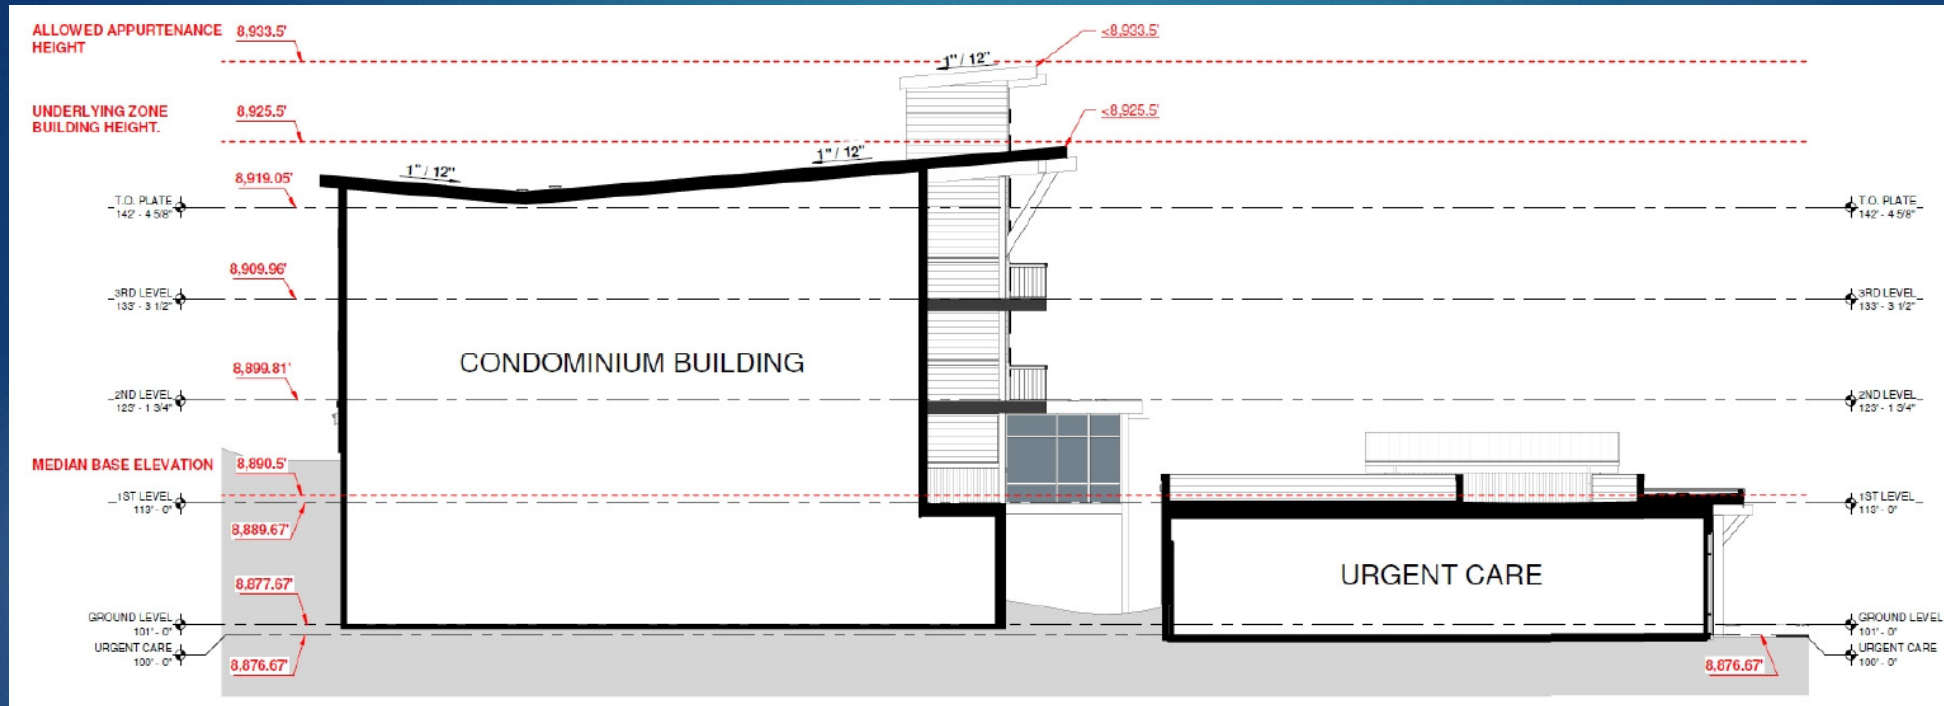 ALLOWED APPURTENANCE 8,933.5'
HEIGHT
<8,933.5'
1" / 12"
UNDERLYING ZONE 8,925.5'
BUILDING HEIGHT.
<8,925.5'
1" / 12"
1" / 12"
8,919.05'
T.O. PLATE
142' - 4 5/8"
T.O. PLATE
142' - 4 5/8"
8,909.96'
3RD LEVEL
133' - 3 1/2"
3RD LEVEL
133' - 3 1/2"
CONDOMINIUM BUILDING
8,899.81'
2ND LEVEL
123' - 1 3/4"
2ND LEVEL
123' - 1 3/4"
MEDIAN BASE ELEVATION 8,890.5'
1ST LEVEL
113' - 0"
1ST LEVEL
113' - 0"
8,889.67'
URGENT CARE
8,877.67'
GROUND LEVEL
101' - 0"
GROUND LEVEL
101' - 0"
URGENT CARE
100' - 0"
URGENT CARE
100' - 0"
8,876.67'
8,876.67'